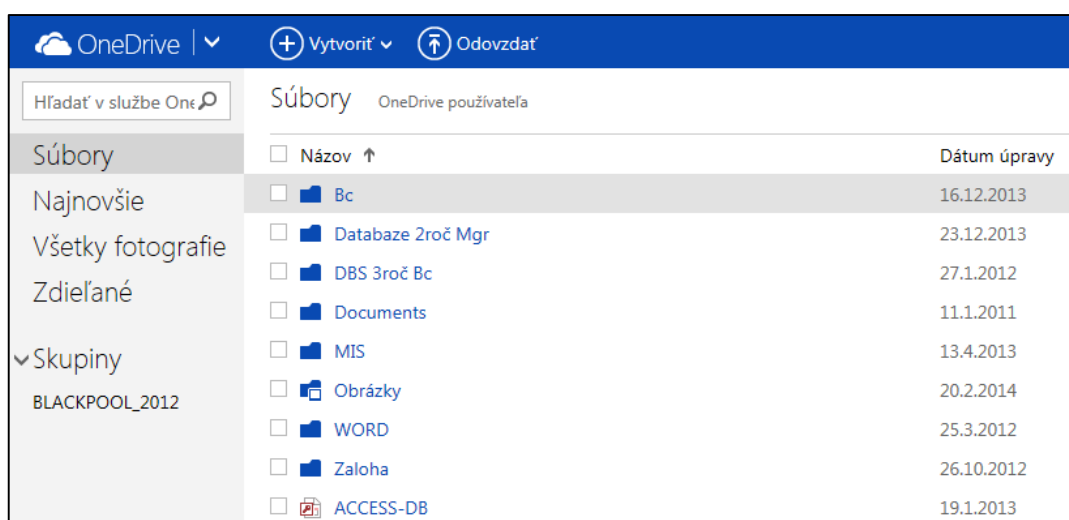 OneDrive Vytvoriť Odovzdať
Hľadať v službe One
Súbory
Najnovšie
Všetky fotografie
Zdieľané
Skupiny
BLACKPOOL_2012
Súbory OneDrive používateľa
Názov Dátum úpravy
Bc 16.12.2013
Databaze 2roč Mgr 23.12.2013
DBS 3roč Bc 27.1.2012
Documents 11.1.2011
MIS 13.4.2013
Obrázky 20.2.2014
WORD 25.3.2012
Zaloha 26.10.2012
ACCESS-DB 19.1.2013